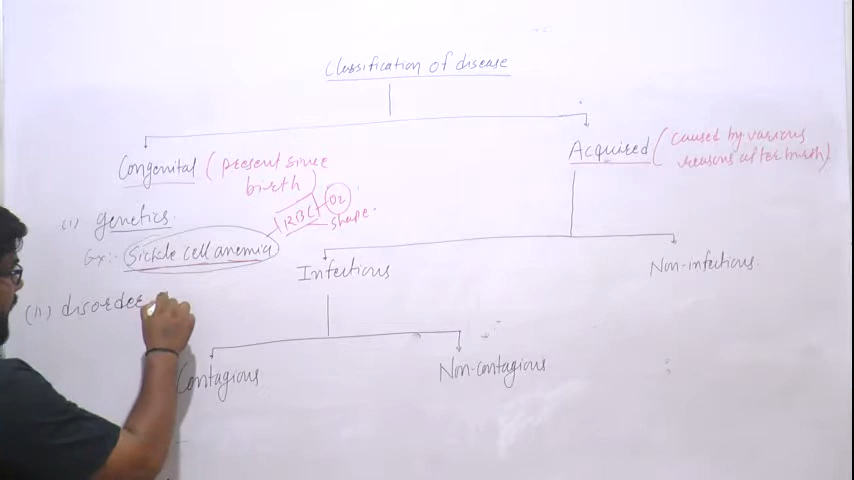 Classification of disease
Congenital (present since
birth)
Acquired (caused by various
reasons after birth)
(i) genetics.
RBC O2
shape.
Ex:- Sickle cell anemia
Infectious
Non-infectious.
(ii) disorder
Contagious
Non-contagious